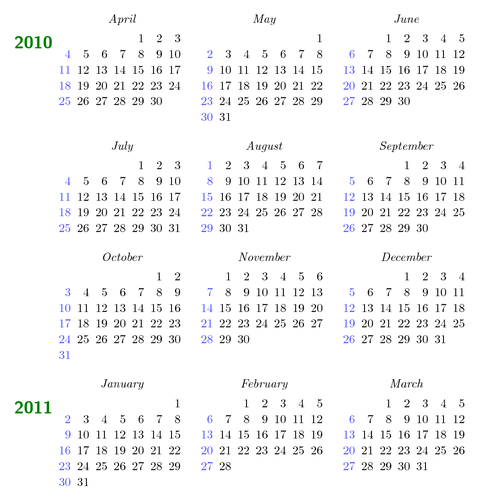 April May June
1 2 3 1 1 2 3 4 5
2010 4 5 6 7 8 9 10 2 3 4 5 6 7 8 6 7 8 9 10 11 12
11 12 13 14 15 16 17 9 10 11 12 13 14 15 13 14 15 16 17 18 19
18 19 20 21 22 23 24 16 17 18 19 20 21 22 20 21 22 23 24 25 26
25 26 27 28 29 30 23 24 25 26 27 28 29 27 28 29 30
30 31
July August September
1 2 3 1 2 3 4 5 6 7 1 2 3 4
4 5 6 7 8 9 10 8 9 10 11 12 13 14 5 6 7 8 9 10 11
11 12 13 14 15 16 17 15 16 17 18 19 20 21 12 13 14 15 16 17 18
18 19 20 21 22 23 24 22 23 24 25 26 27 28 19 20 21 22 23 24 25
25 26 27 28 29 30 31 29 30 31 26 27 28 29 30
October November December
1 2 1 2 3 4 5 6 1 2 3 4
3 4 5 6 7 8 9 7 8 9 10 11 12 13 5 6 7 8 9 10 11
10 11 12 13 14 15 16 14 15 16 17 18 19 20 12 13 14 15 16 17 18
17 18 19 20 21 22 23 21 22 23 24 25 26 27 19 20 21 22 23 24 25
24 25 26 27 28 29 30 28 29 30 26 27 28 29 30 31
31
January February March
2011 1 1 2 3 4 5 1 2 3 4 5
2 3 4 5 6 7 8 6 7 8 9 10 11 12 6 7 8 9 10 11 12
9 10 11 12 13 14 15 13 14 15 16 17 18 19 13 14 15 16 17 18 19
16 17 18 19 20 21 22 20 21 22 23 24 25 26 20 21 22 23 24 25 26
23 24 25 26 27 28 29 27 28 27 28 29 30 31
30 31